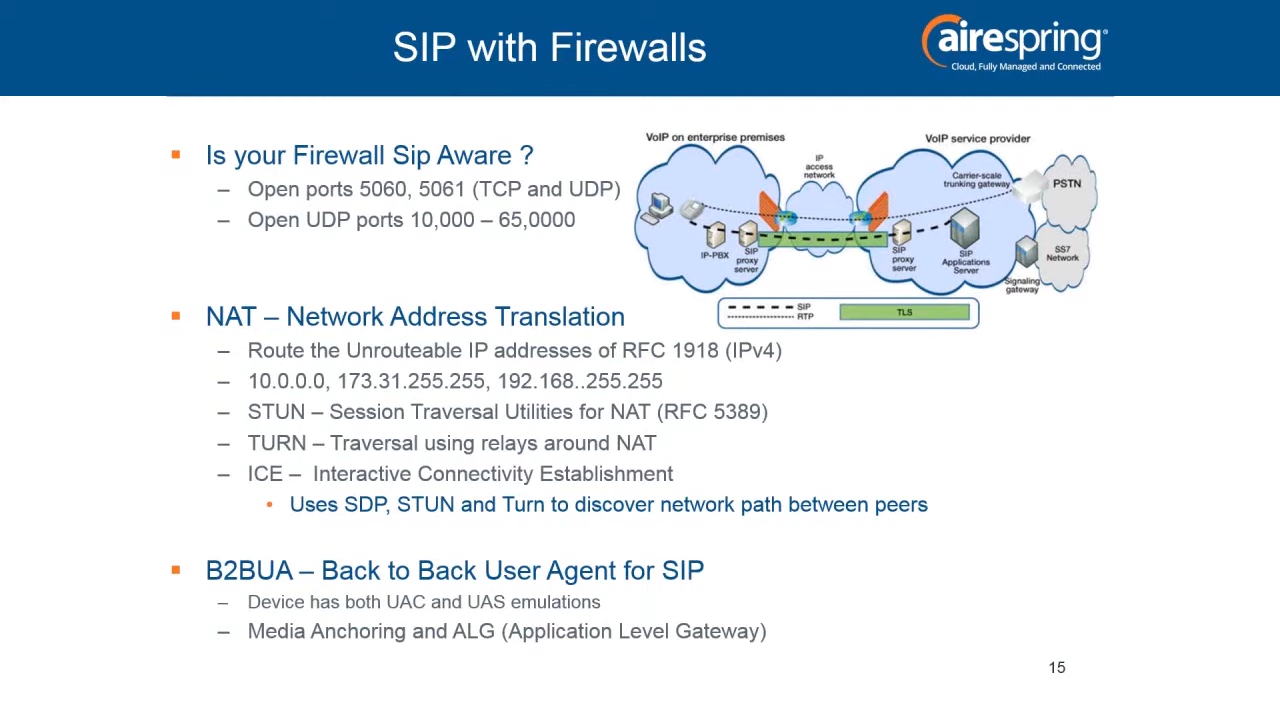 SIP with Firewalls
airespring®
Cloud, Fully Managed and Connected
▪ Is your Firewall Sip Aware ?
– Open ports 5060, 5061 (TCP and UDP)
– Open UDP ports 10,000 – 65,0000
VoIP on enterprise premises
VoIP service provider
IP
access
network
Carrier-scale
trunking gateway
PSTN
IP-PBX
SIP
proxy
server
SIP
proxy
server
SIP
Applications
Server
SS7
Network
Signaling
gateway
SIP
RTP
TLS
▪ NAT – Network Address Translation
– Route the Unrouteable IP addresses of RFC 1918 (IPv4)
– 10.0.0.0, 173.31.255.255, 192.168..255.255
– STUN – Session Traversal Utilities for NAT (RFC 5389)
– TURN – Traversal using relays around NAT
– ICE – Interactive Connectivity Establishment
• Uses SDP, STUN and Turn to discover network path between peers
▪ B2BUA – Back to Back User Agent for SIP
– Device has both UAC and UAS emulations
– Media Anchoring and ALG (Application Level Gateway)
15